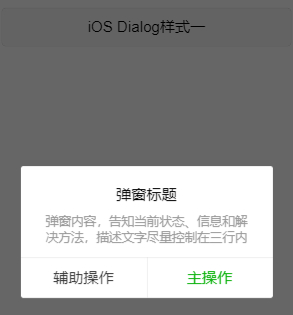 iOS Dialog样式一
弹窗标题
弹窗内容，告知当前状态、信息和解
决方法，描述文字尽量控制在三行内
辅助操作
主操作